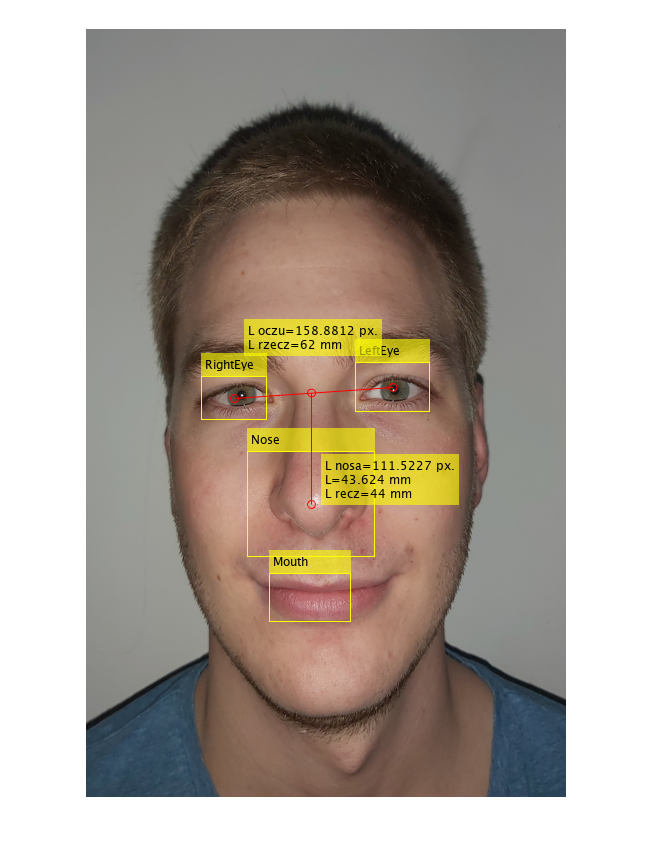 L oczu=158.8812 px.
L rzecz=62 mm
LeftEye
RightEye
Nose
L nosa=111.5227 px.
L=43.624 mm
L recz=44 mm
Mouth